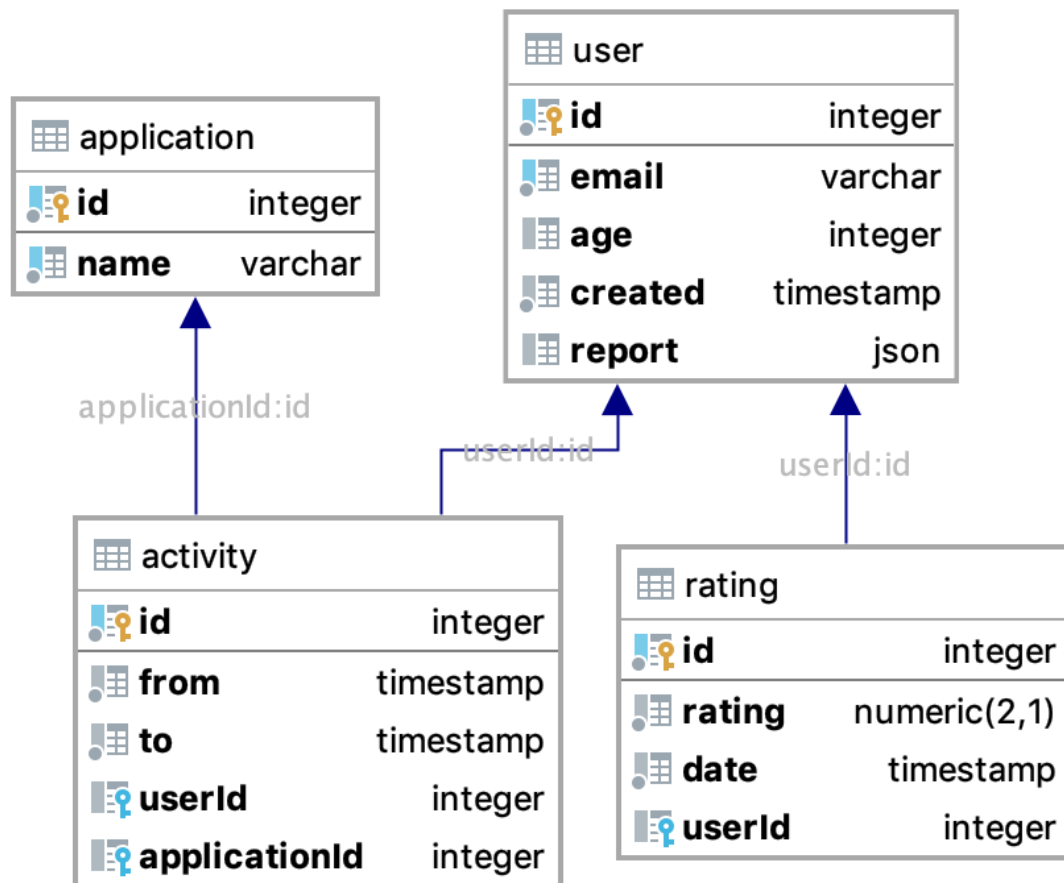 application
id integer
name varchar
user
id integer
email varchar
age integer
created timestamp
report json
applicationId:id
userId:id
userId:id
activity
id integer
from timestamp
to timestamp
userId integer
applicationId integer
rating
id integer
rating numeric(2,1)
date timestamp
userId integer